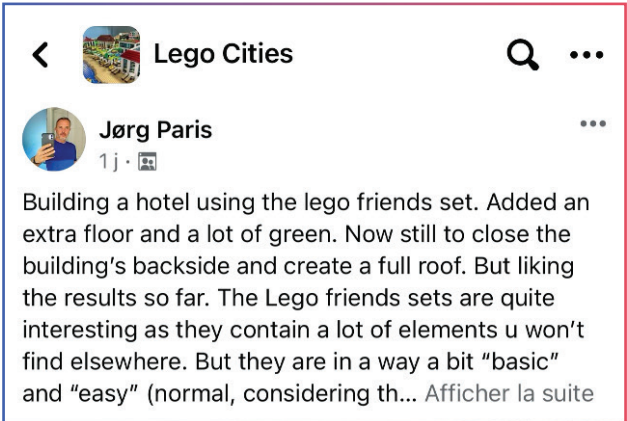 Lego Cities
Jørg Paris
1 j ·
Building a hotel using the lego friends set. Added an
extra floor and a lot of green. Now still to close the
building’s backside and create a full roof. But liking
the results so far. The Lego friends sets are quite
interesting as they contain a lot of elements u won’t
find elsewhere. But they are in a way a bit “basic”
and “easy” (normal, considering th... Afficher la suite